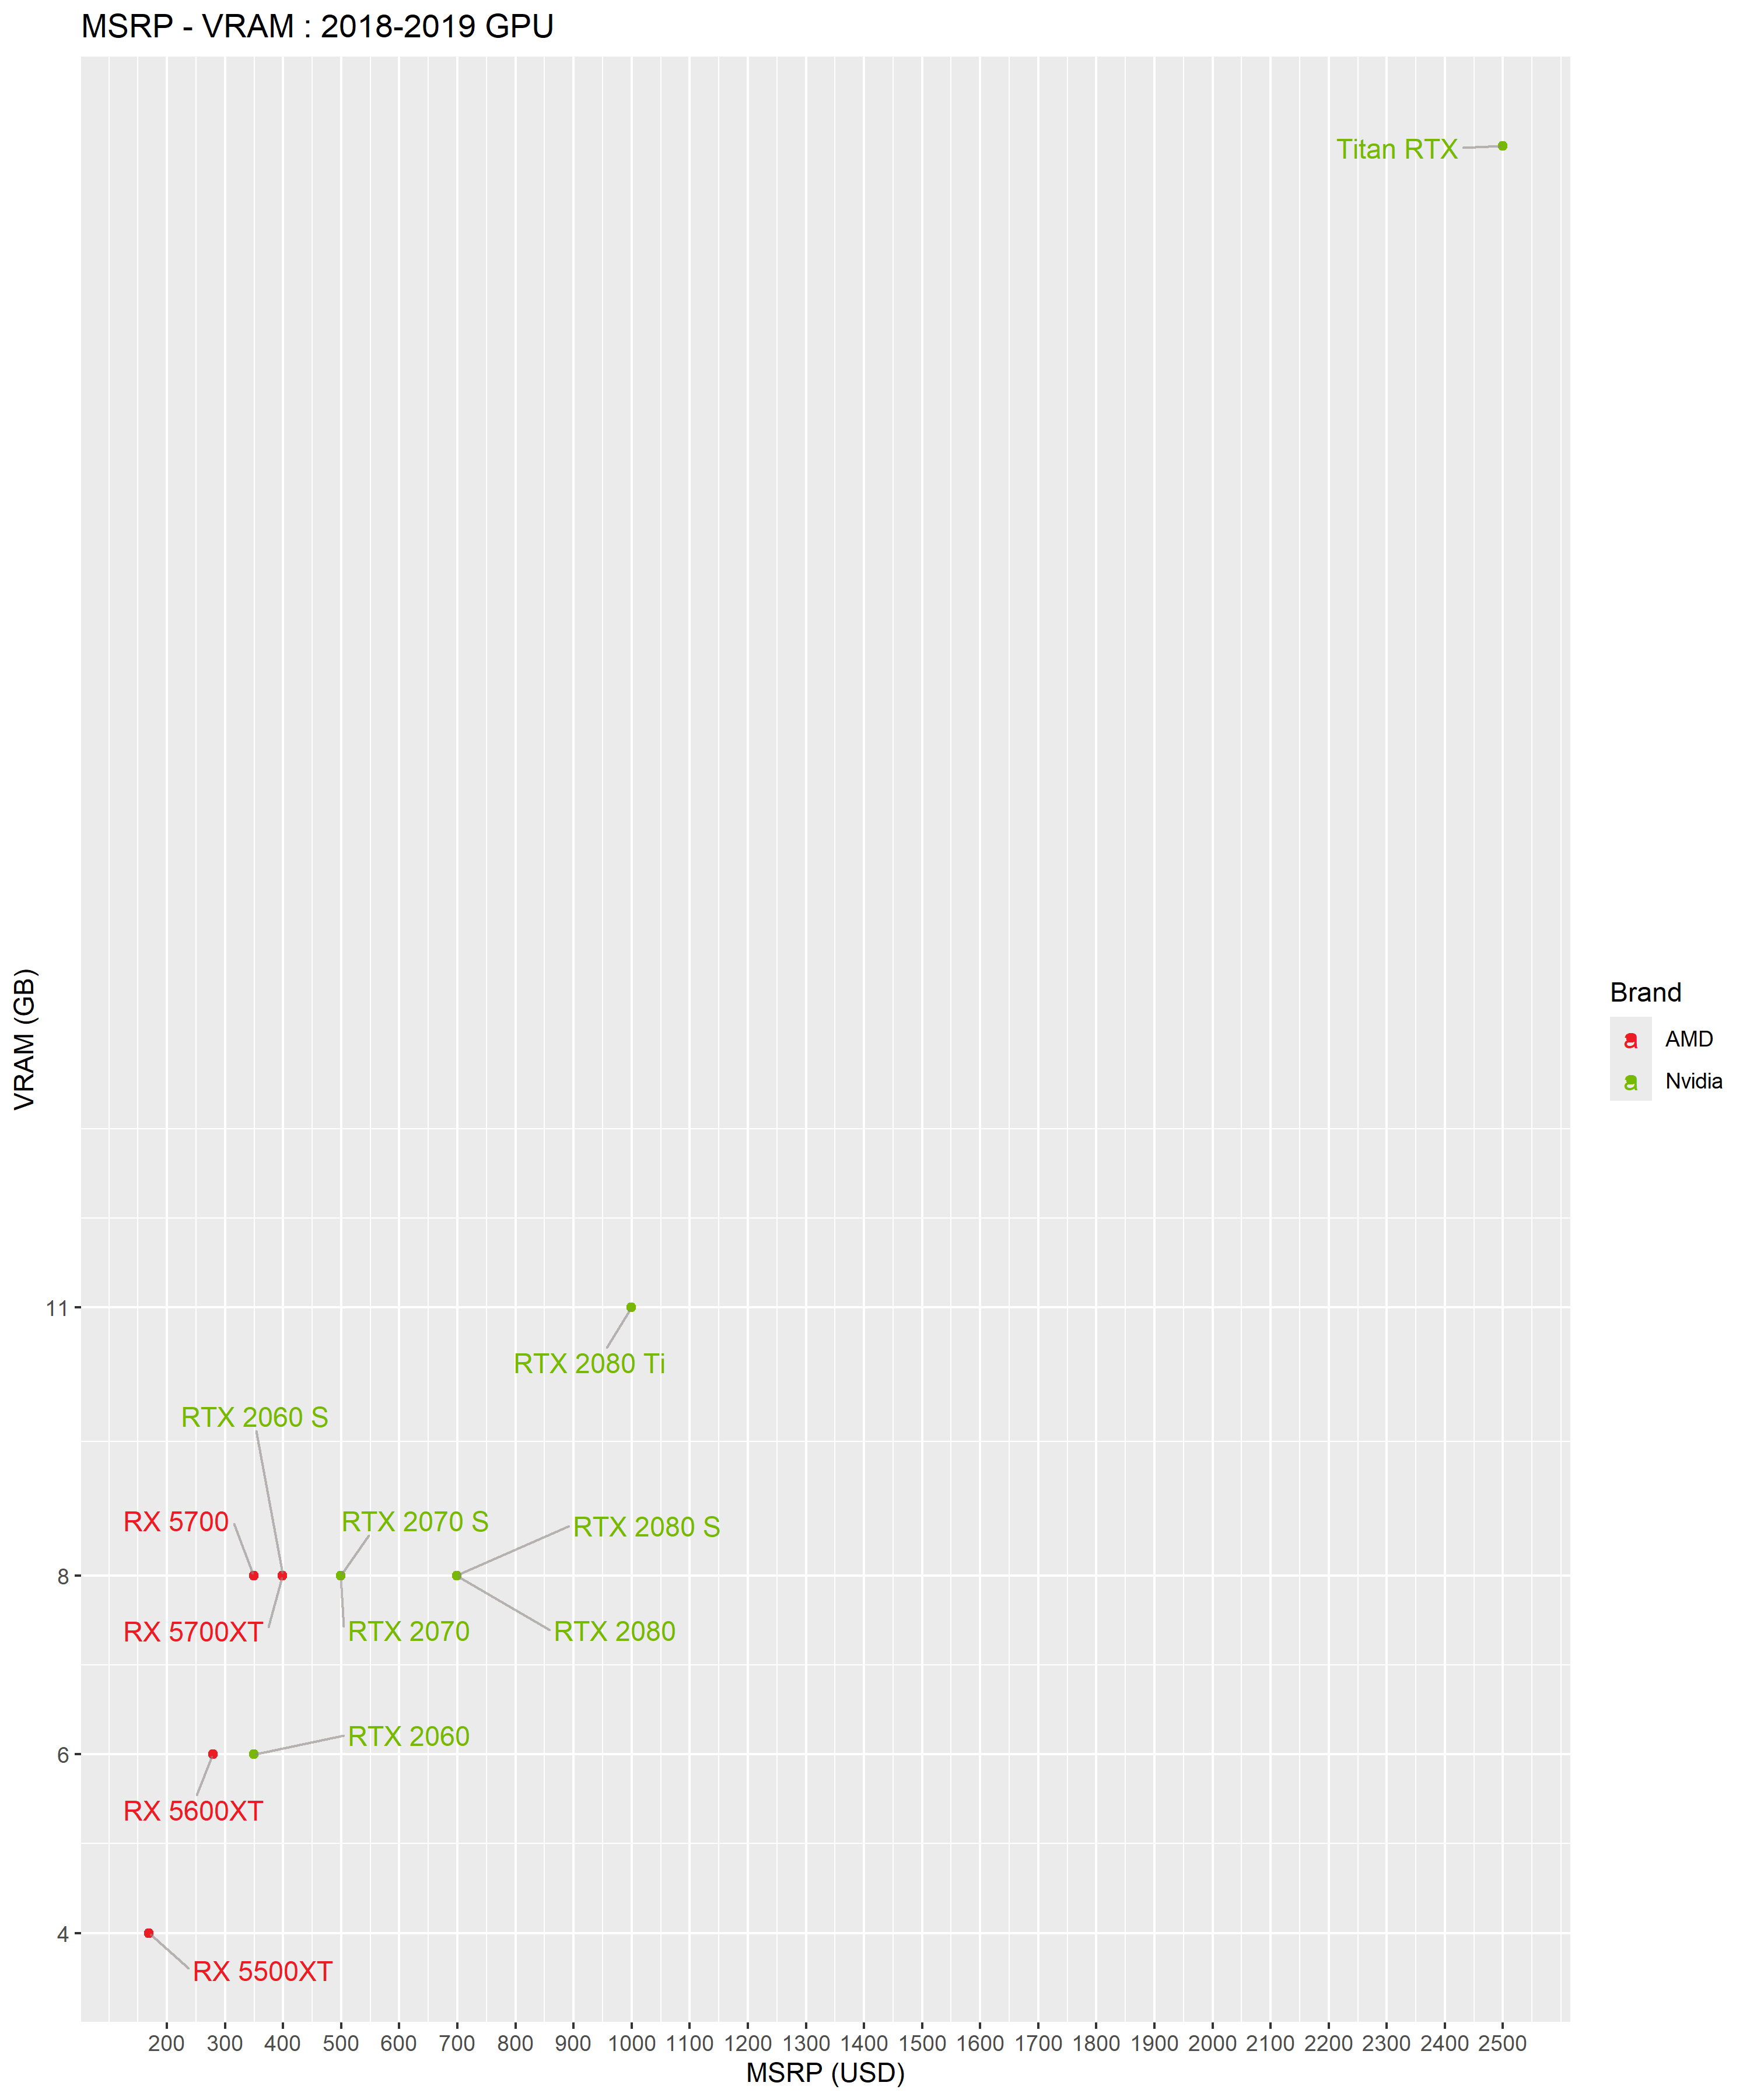 MSRP - VRAM : 2018-2019 GPU
Titan RTX
VRAM (GB)
Brand
a AMD
a Nvidia
11
RTX 2080 Ti
RTX 2060 S
RX 5700
RTX 2070 S
RTX 2080 S
8
RX 5700XT
RTX 2070
RTX 2080
RTX 2060
6
RX 5600XT
4
RX 5500XT
200 300 400 500 600 700 800 900 1000 1100 1200 1300 1400 1500 1600 1700 1800 1900 2000 2100 2200 2300 2400 2500
MSRP (USD)